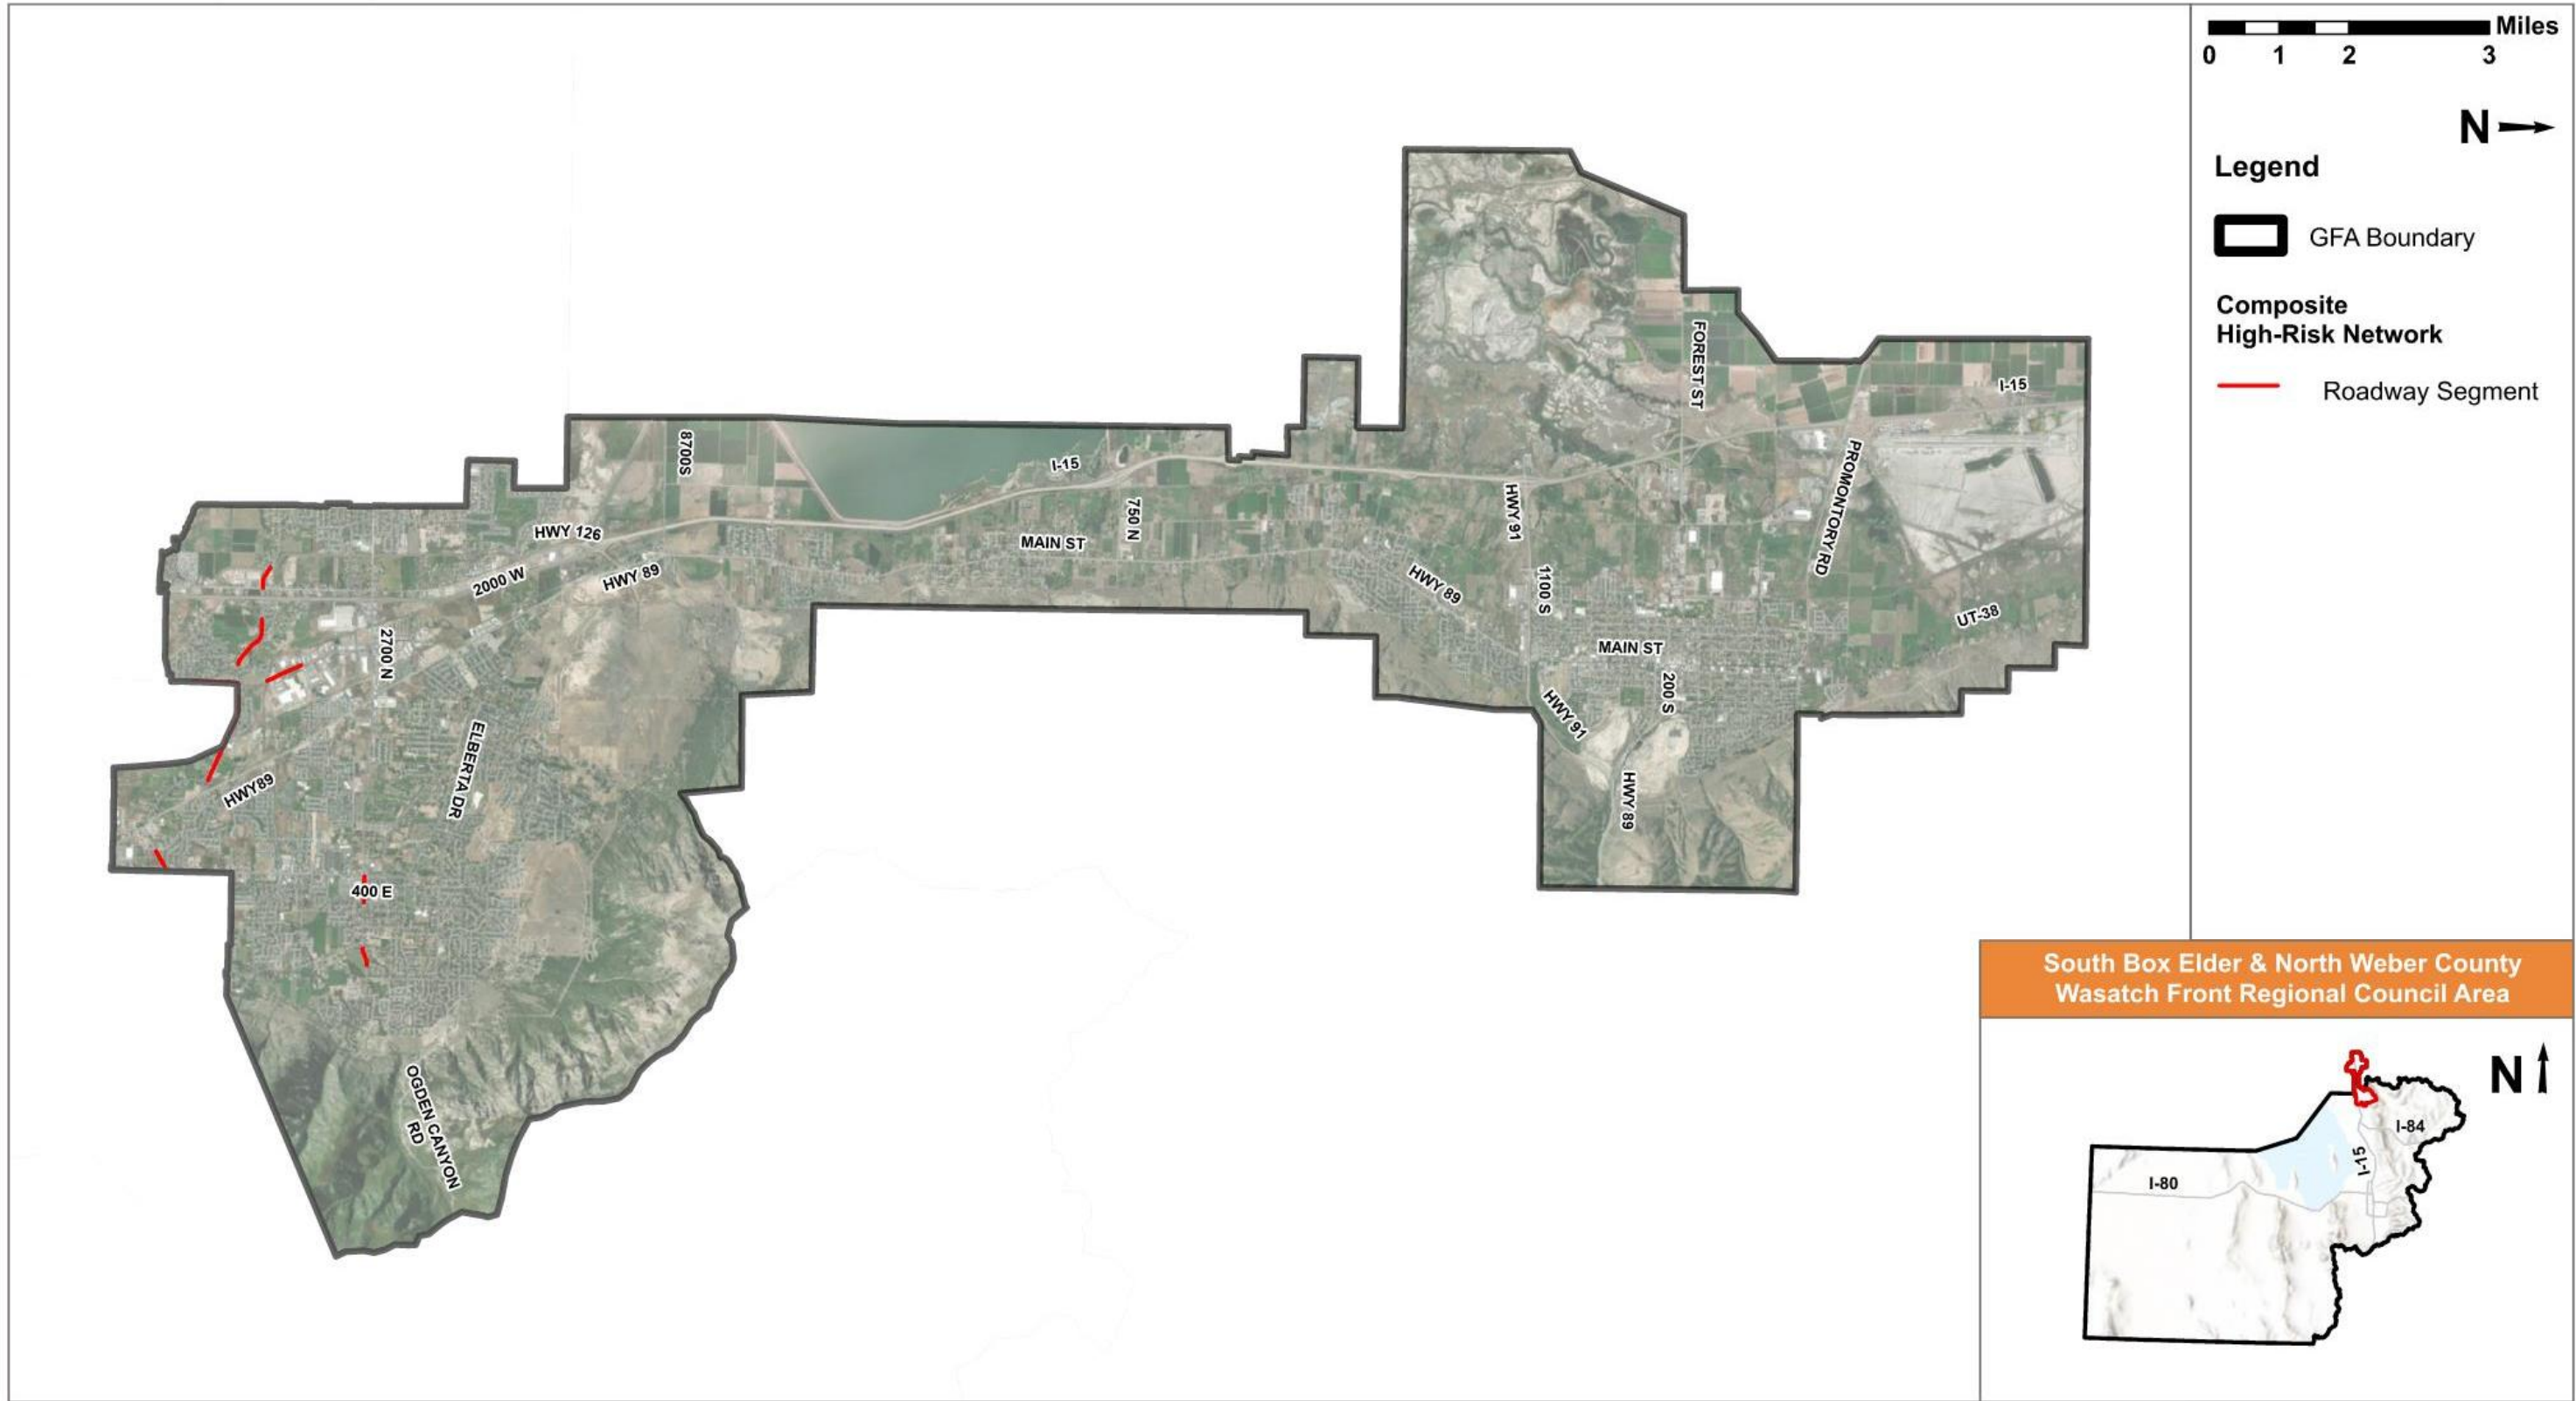 Miles
0 1 2 3
N
Legend
GFA Boundary
Composite
High-Risk Network
Roadway Segment
FOREST ST
I-15
8700S
I-15
PROMONTORY RD
HWY 91
750 N
HWY 126
MAIN ST
2000 W
HWY 89
HWY 89
1100 S
UT-38
2700 N
MAIN ST
200 S
HWY 91
ELBERTA DR
HWY89
HWY 89
400 E
OGDEN CANYON
RD
South Box Elder & North Weber County
Wasatch Front Regional Council Area
N
I-84
I-15
I-80